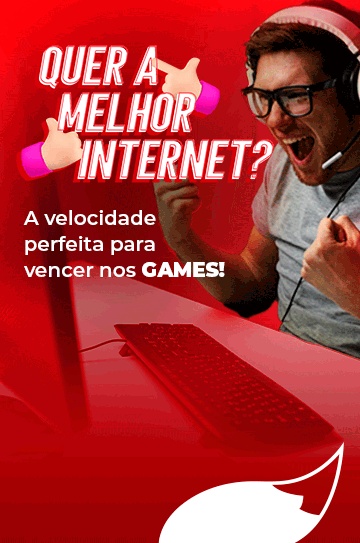 QUER A
MELHOR
INTERNET?
A velocidade
perfeita para
vencer nos GAMES!